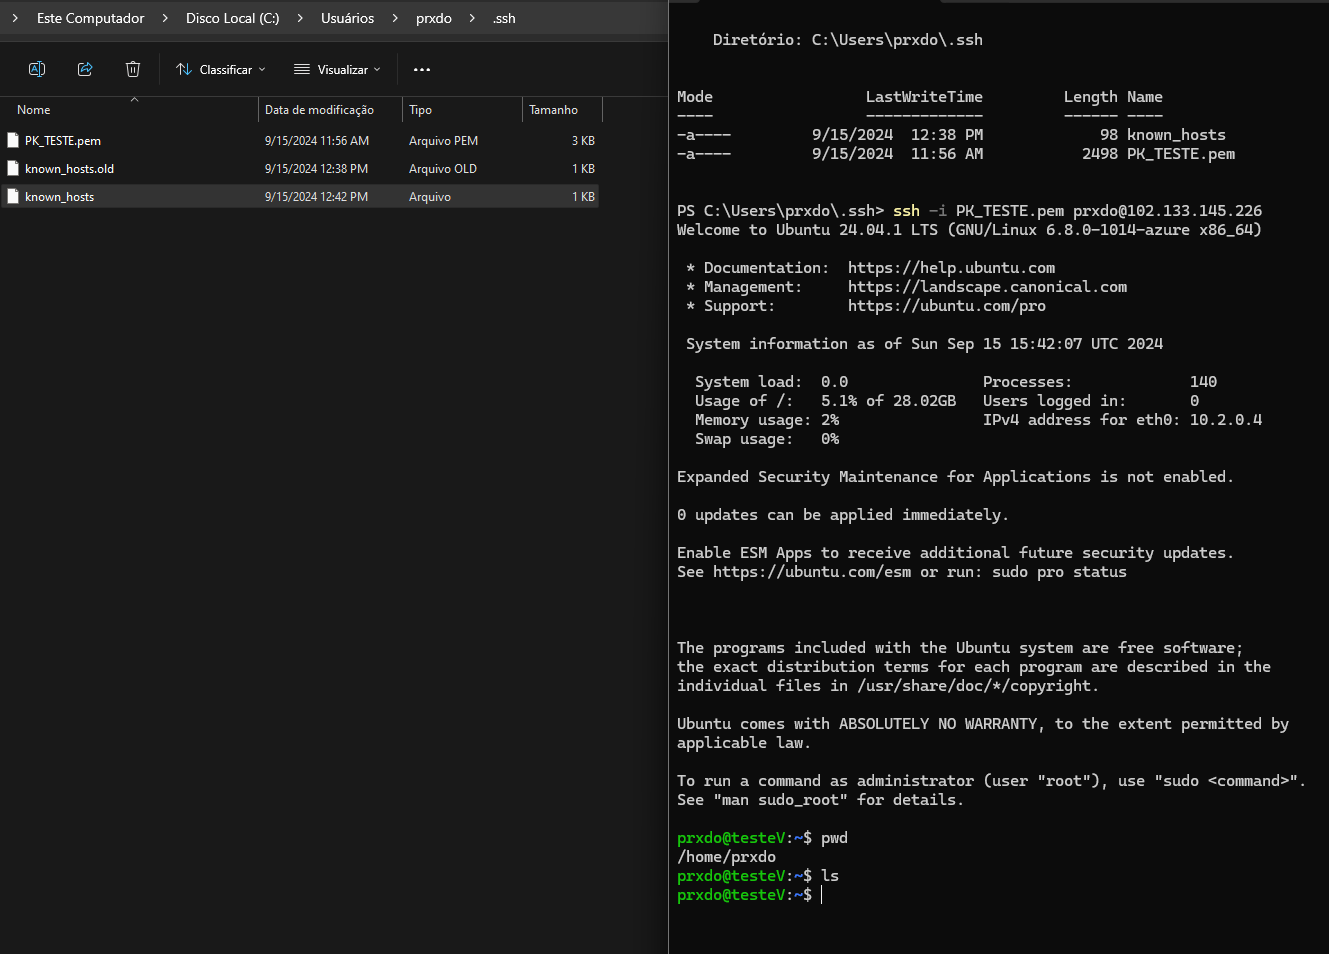 Este Computador > Disco Local (C:) > Usuários > prxdo > .ssh
Classificar Visualizar ...
Nome Data de modificação Tipo Tamanho
PK_TESTE.pem 9/15/2024 11:56 AM Arquivo PEM 3 KB
known_hosts.old 9/15/2024 12:38 PM Arquivo OLD 1 KB
known_hosts 9/15/2024 12:42 PM Arquivo 1 KB
Diretório: C:\Users\prxdo\.ssh
Mode LastWriteTime Length Name
---- ------------- ------ ----
-a---- 9/15/2024 12:38 PM 98 known_hosts
-a---- 9/15/2024 11:56 AM 2498 PK_TESTE.pem
PS C:\Users\prxdo\.ssh> ssh -i PK_TESTE.pem prxdo@102.133.145.226
Welcome to Ubuntu 24.04.1 LTS (GNU/Linux 6.8.0-1014-azure x86_64)
* Documentation: https://help.ubuntu.com
* Management: https://landscape.canonical.com
* Support: https://ubuntu.com/pro
System information as of Sun Sep 15 15:42:07 UTC 2024
System load: 0.0 Processes: 140
Usage of /: 5.1% of 28.02GB Users logged in: 0
Memory usage: 2% IPv4 address for eth0: 10.2.0.4
Swap usage: 0%
Expanded Security Maintenance for Applications is not enabled.
0 updates can be applied immediately.
Enable ESM Apps to receive additional future security updates.
See https://ubuntu.com/esm or run: sudo pro status
The programs included with the Ubuntu system are free software;
the exact distribution terms for each program are described in the
individual files in /usr/share/doc/*/copyright.
Ubuntu comes with ABSOLUTELY NO WARRANTY, to the extent permitted by
applicable law.
To run a command as administrator (user "root"), use "sudo <command>".
See "man sudo_root" for details.
prxdo@testeV:~$ pwd
/home/prxdo
prxdo@testeV:~$ ls
prxdo@testeV:~$